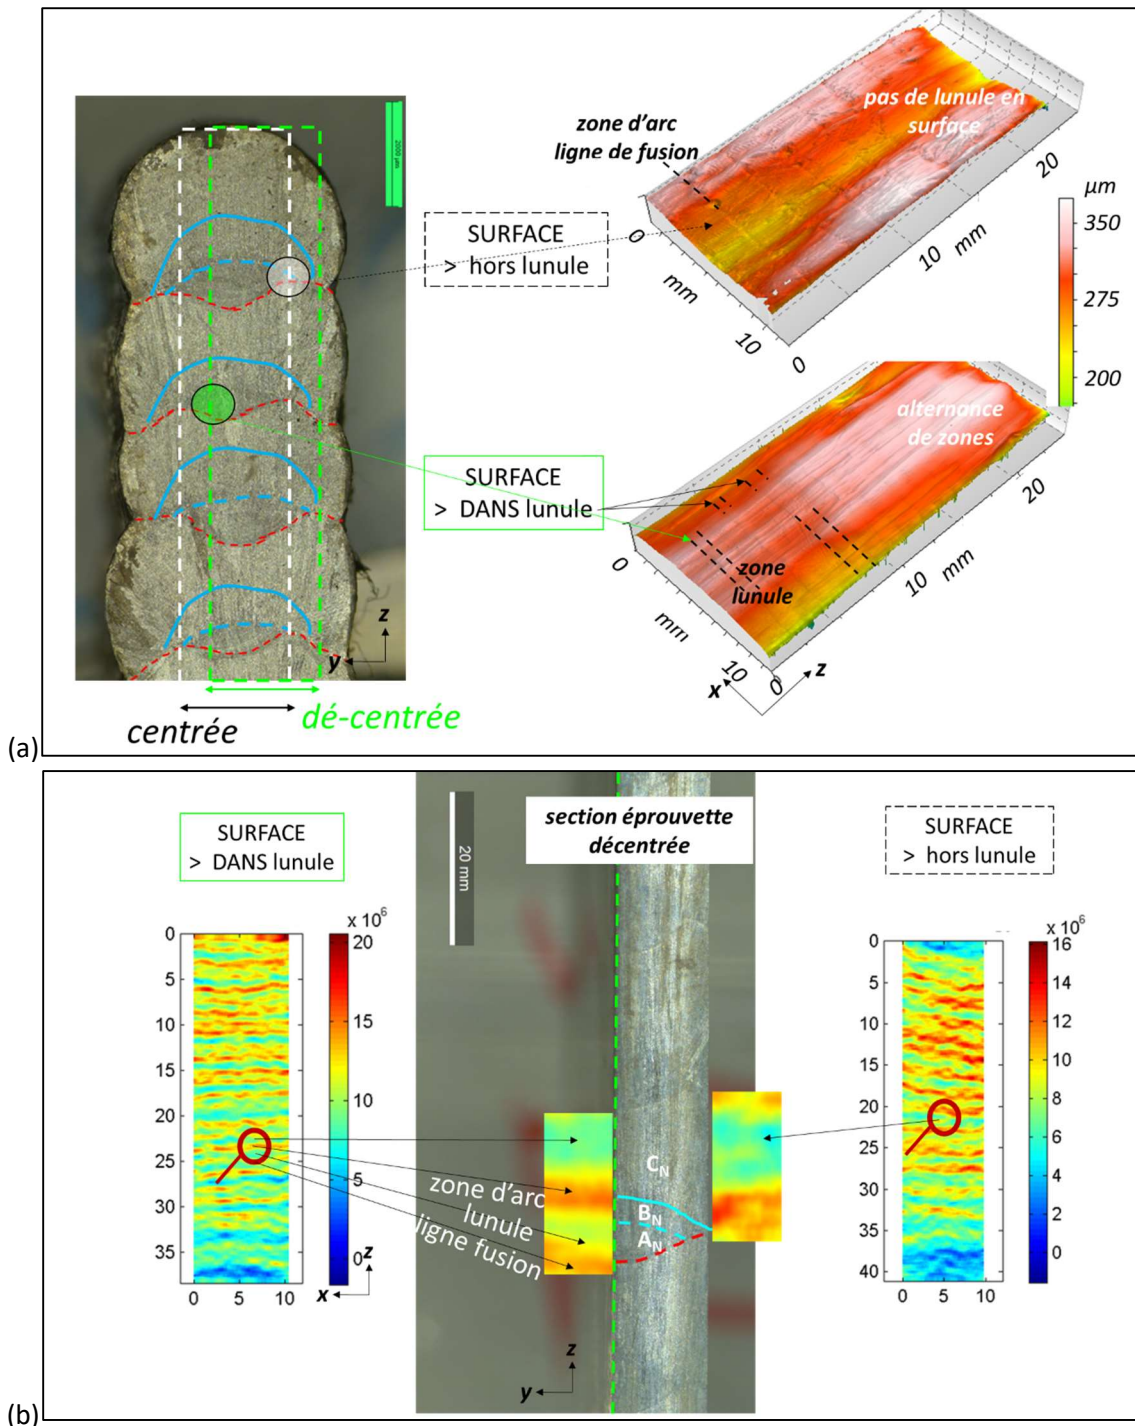 pas de lunule en
surface
zone d'arc
ligne de fusion
2000 µm
SURFACE
> hors lunule
0
mm
10
0
10
mm
20
µm
350
275
200
alternance
de zones
SURFACE
> DANS lunule
zone
lunule
0
mm
10
0
10
mm
20
x
z
z
y
centrée
dé-centrée
(a)
SURFACE
> DANS lunule
20 mm
section éprouvette
décentrée
SURFACE
> hors lunule
x 10⁶
0
5
10
15
20
25
30
35
0
5
10
20
15
10
5
0
z
x
zone d'arc
lunule
ligne fusion
C_N
B_N
A_N
z
y
x 10⁶
0
5
10
15
20
25
30
35
40
0
5
10
16
14
12
10
8
6
4
2
0
(b)